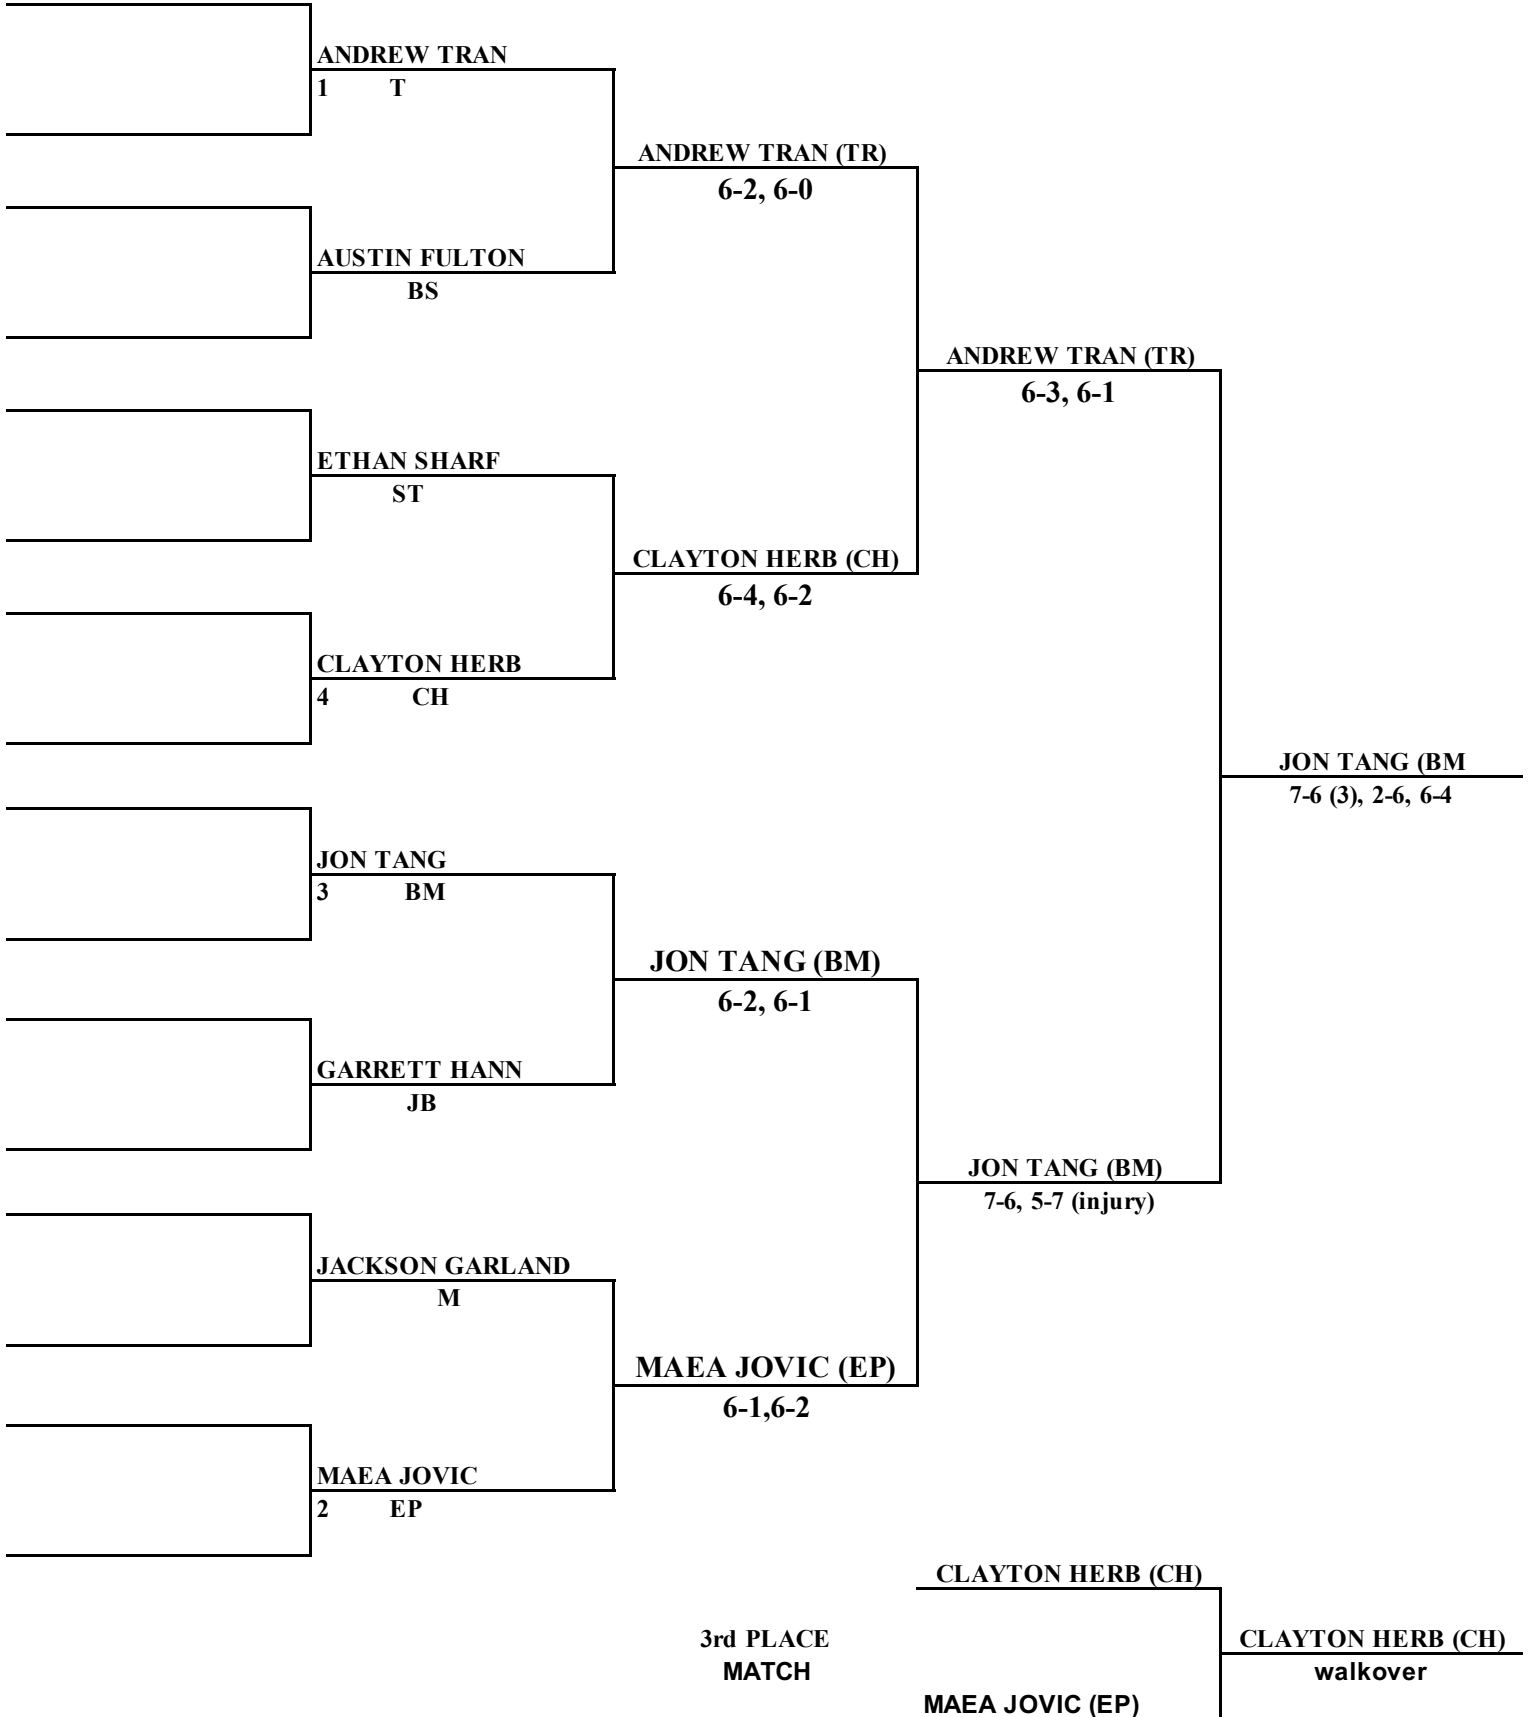 ANDREW TRAN
1 T
ANDREW TRAN (TR)
6-2, 6-0
AUSTIN FULTON
BS
ANDREW TRAN (TR)
6-3, 6-1
ETHAN SHARF
ST
CLAYTON HERB (CH)
6-4, 6-2
CLAYTON HERB
4 CH
JON TANG (BM
7-6 (3), 2-6, 6-4
JON TANG
3 BM
JON TANG (BM)
6-2, 6-1
GARRETT HANN
JB
JON TANG (BM)
7-6, 5-7 (injury)
JACKSON GARLAND
M
MAEA JOVIC (EP)
6-1,6-2
MAEA JOVIC
2 EP
CLAYTON HERB (CH)
3rd PLACE
MATCH
CLAYTON HERB (CH)
walkover
MAEA JOVIC (EP)